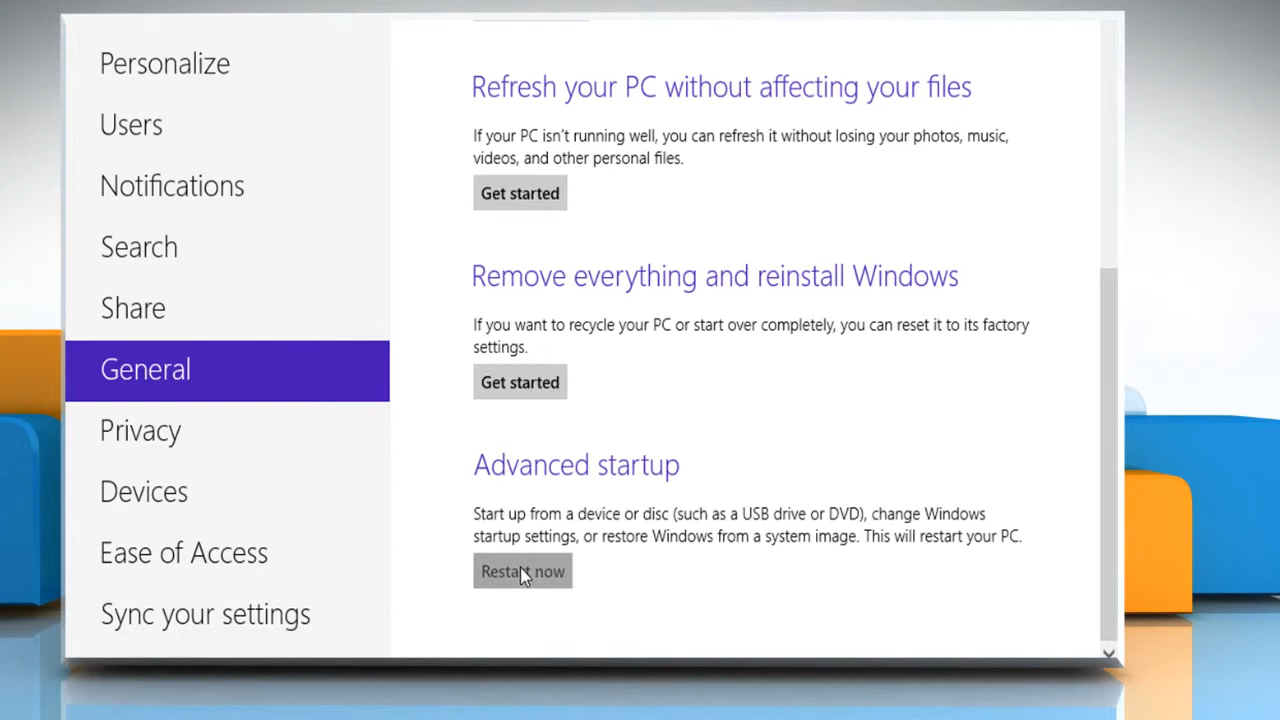 Personalize
Users
Notifications
Search
Share
General
Privacy
Devices
Ease of Access
Sync your settings
Refresh your PC without affecting your files
If your PC isn't running well, you can refresh it without losing your photos, music,
videos, and other personal files.
Get started
Remove everything and reinstall Windows
If you want to recycle your PC or start over completely, you can reset it to its factory
settings.
Get started
Advanced startup
Start up from a device or disc (such as a USB drive or DVD), change Windows
startup settings, or restore Windows from a system image. This will restart your PC.
Restart now